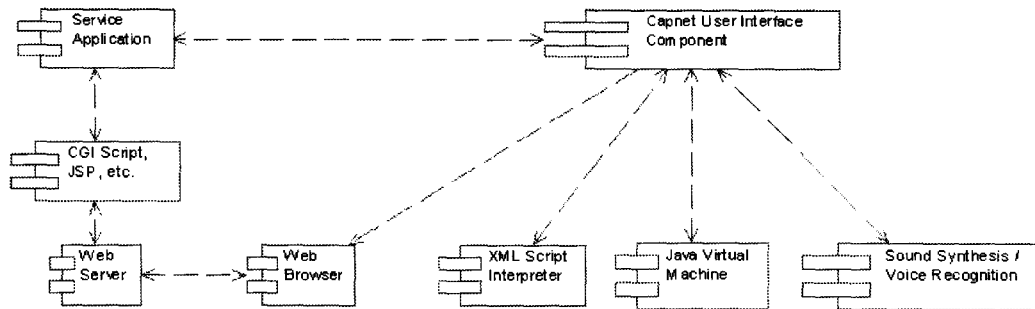 Service
Application
Capnet User Interface
Component
CGI Script,
JSP, etc.
Web
Server
Web
Browser
XML Script
Interpreter
Java Virtual
Machine
Sound Synthesis /
Voice Recognition